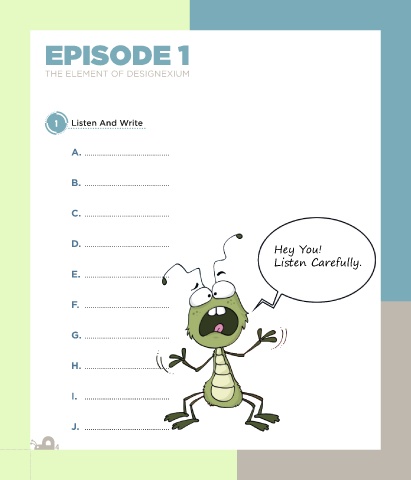 EPISODE 1
THE ELEMENT OF DESIGNEXIUM
1 Listen And Write
A.
B.
C.
D.
E.
F.
G.
H.
I.
J.
Hey You!
Listen Carefully.